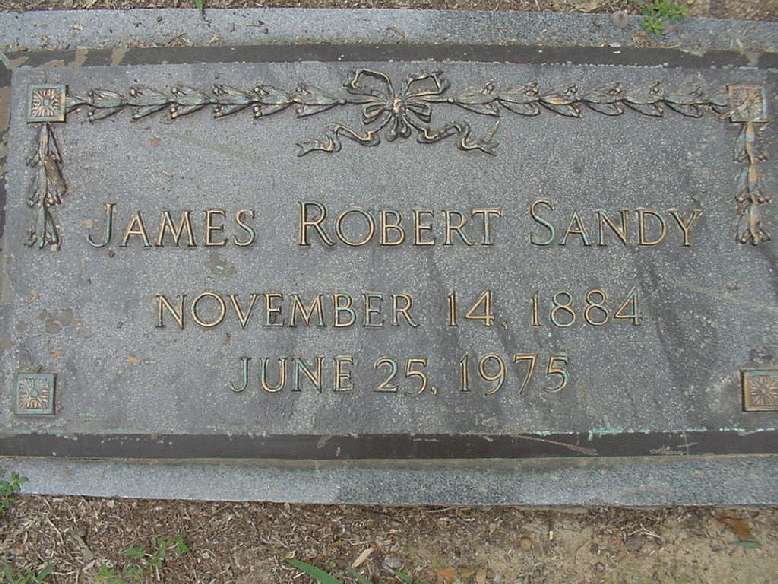 JAMES ROBERT SANDY
NOVEMBER 14, 1884
JUNE 25, 1975